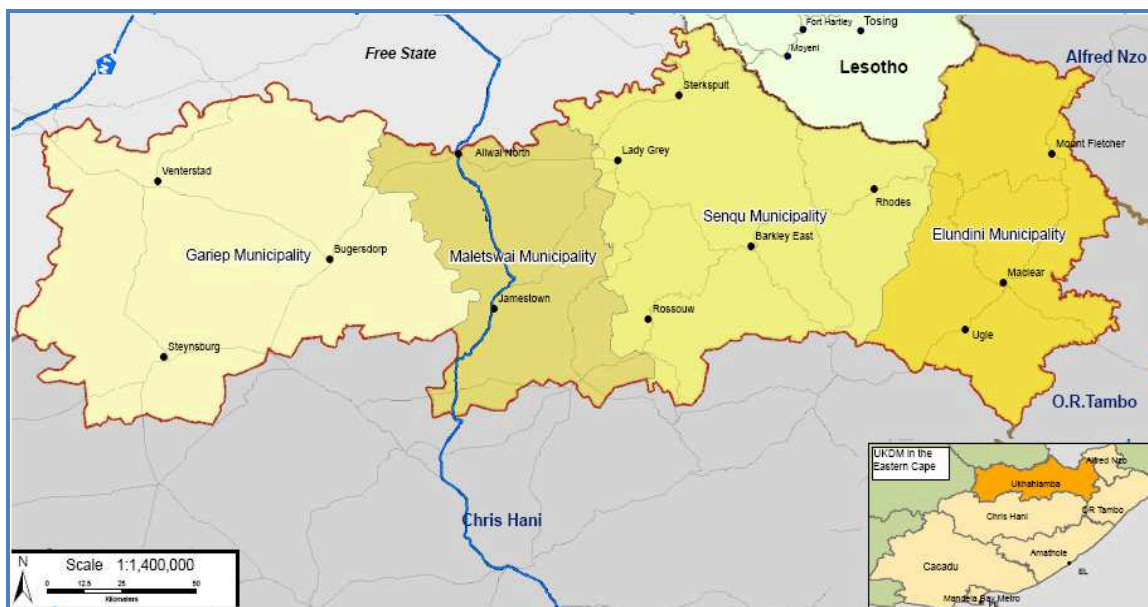 Fort Hartley
Tosing
Moyeni
Free State
Alfred Nzo
Lesotho
N
Sterkspuit
Aliwal North
Lady Grey
Mount Fletcher
Venterstad
Rhodes
Senqu Municipality
Elundini Municipality
Barkley East
Gariep Municipality
Bugersdorp
Maletswai Municipality
Maclear
Jamestown
Rossouw
Ugie
Steynsburg
O.R.Tambo
Chris Hani
UKDM in the
Eastern Cape
Alfred Nzo
Ukhahlamba
OR Tambo
Chris Hani
Amathole
Cacadu
EL
Mandela Bay Metro
N
Scale 1:1,400,000
0 12.5 25 50
Kilometers